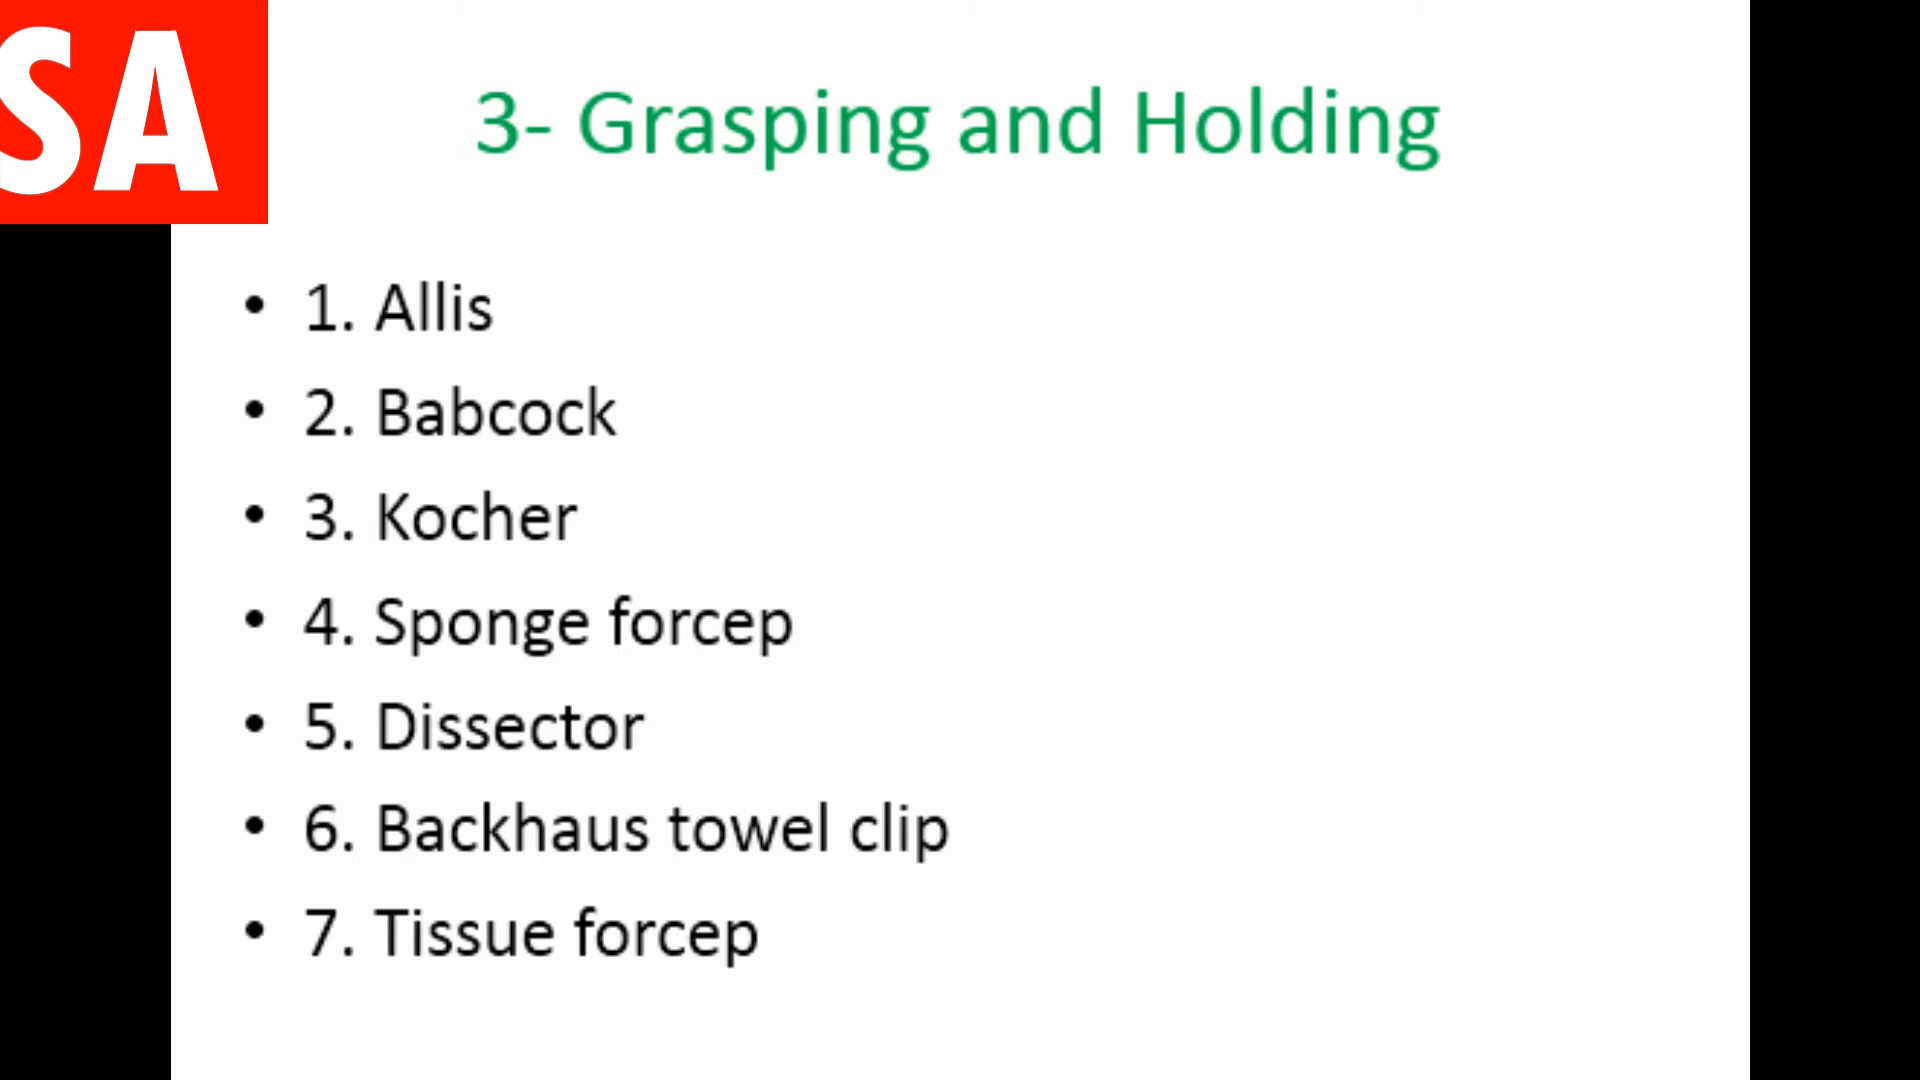 SA
3- Grasping and Holding
• 1. Allis
• 2. Babcock
• 3. Kocher
• 4. Sponge forcep
• 5. Dissector
• 6. Backhaus towel clip
• 7. Tissue forcep